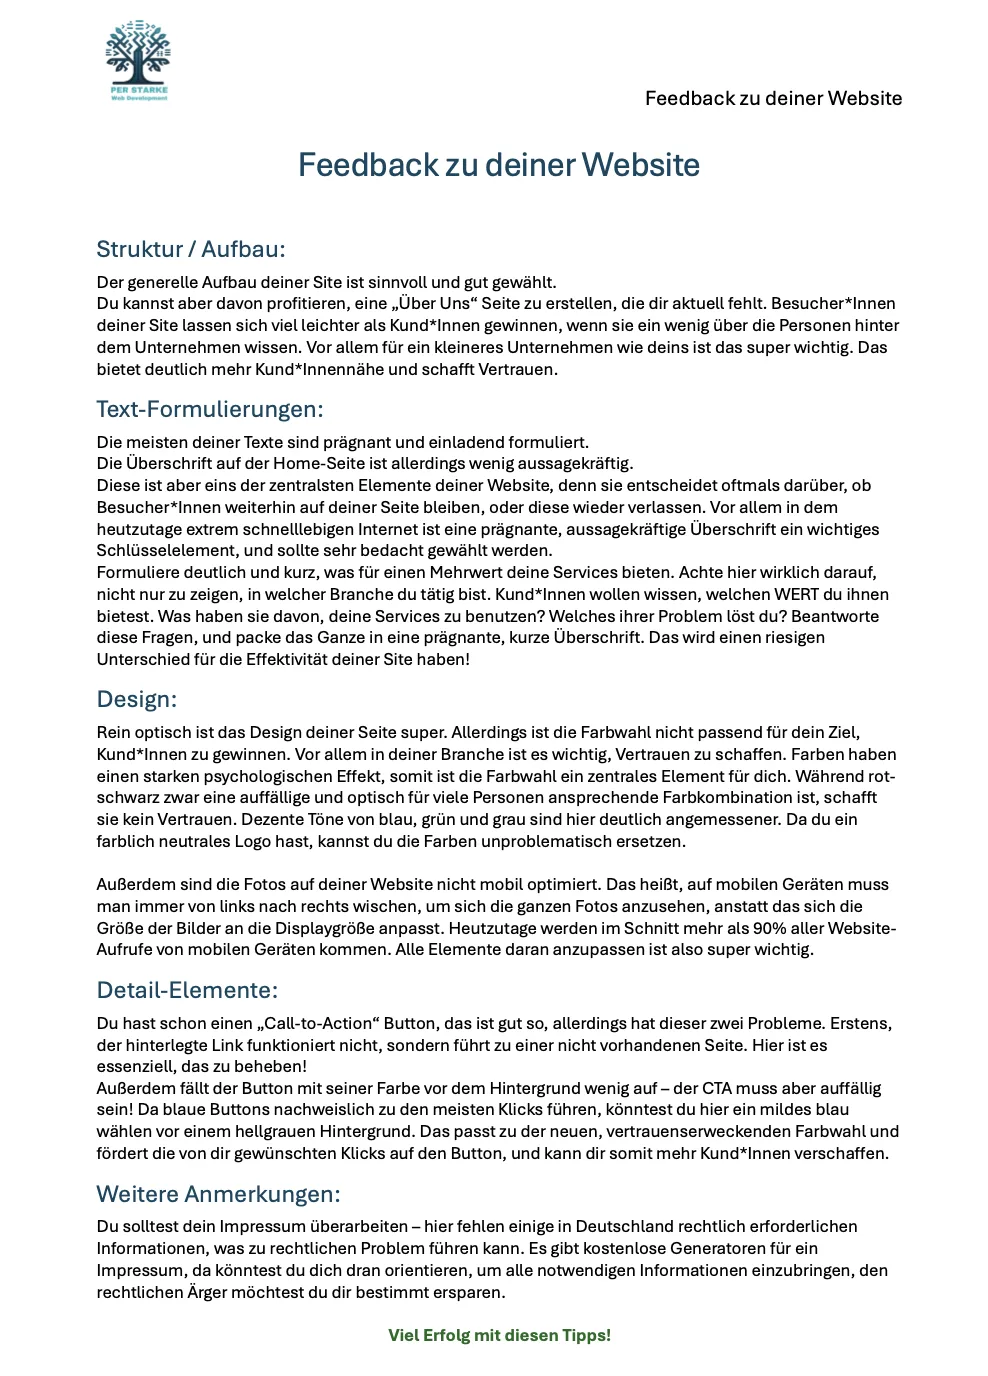 PER STARKE
Web Development
Feedback zu deiner Website
Feedback zu deiner Website
Struktur / Aufbau:
Der generelle Aufbau deiner Site ist sinnvoll und gut gewählt.
Du kannst aber davon profitieren, eine „Über Uns“ Seite zu erstellen, die dir aktuell fehlt. Besucher*Innen
deiner Site lassen sich viel leichter als Kund*Innen gewinnen, wenn sie ein wenig über die Personen hinter
dem Unternehmen wissen. Vor allem für ein kleineres Unternehmen wie deins ist das super wichtig. Das
bietet deutlich mehr Kund*Innennähe und schafft Vertrauen.
Text-Formulierungen:
Die meisten deiner Texte sind prägnant und einladend formuliert.
Die Überschrift auf der Home-Seite ist allerdings wenig aussagekräftig.
Diese ist aber eins der zentralsten Elemente deiner Website, denn sie entscheidet oftmals darüber, ob
Besucher*Innen weiterhin auf deiner Seite bleiben, oder diese wieder verlassen. Vor allem in dem
heutzutage extrem schnelllebigen Internet ist eine prägnante, aussagekräftige Überschrift ein wichtiges
Schlüsselelement, und sollte sehr bedacht gewählt werden.
Formuliere deutlich und kurz, was für einen Mehrwert deine Services bieten. Achte hier wirklich darauf,
nicht nur zu zeigen, in welcher Branche du tätig bist. Kund*Innen wollen wissen, welchen WERT du ihnen
bietest. Was haben sie davon, deine Services zu benutzen? Welches ihrer Problem löst du? Beantworte
diese Fragen, und packe das Ganze in eine prägnante, kurze Überschrift. Das wird einen riesigen
Unterschied für die Effektivität deiner Site haben!
Design:
Rein optisch ist das Design deiner Seite super. Allerdings ist die Farbwahl nicht passend für dein Ziel,
Kund*Innen zu gewinnen. Vor allem in deiner Branche ist es wichtig, Vertrauen zu schaffen. Farben haben
einen starken psychologischen Effekt, somit ist die Farbwahl ein zentrales Element für dich. Während rot-
schwarz zwar eine auffällige und optisch für viele Personen ansprechende Farbkombination ist, schafft
sie kein Vertrauen. Dezente Töne von blau, grün und grau sind hier deutlich angemessener. Da du ein
farblich neutrales Logo hast, kannst du die Farben unproblematisch ersetzen.
Außerdem sind die Fotos auf deiner Website nicht mobil optimiert. Das heißt, auf mobilen Geräten muss
man immer von links nach rechts wischen, um sich die ganzen Fotos anzusehen, anstatt das sich die
Größe der Bilder an die Displaygröße anpasst. Heutzutage werden im Schnitt mehr als 90% aller Website-
Aufrufe von mobilen Geräten kommen. Alle Elemente daran anzupassen ist also super wichtig.
Detail-Elemente:
Du hast schon einen „Call-to-Action“ Button, das ist gut so, allerdings hat dieser zwei Probleme. Erstens,
der hinterlegte Link funktioniert nicht, sondern führt zu einer nicht vorhandenen Seite. Hier ist es
essenziell, das zu beheben!
Außerdem fällt der Button mit seiner Farbe vor dem Hintergrund wenig auf – der CTA muss aber auffällig
sein! Da blaue Buttons nachweislich zu den meisten Klicks führen, könntest du hier ein mildes blau
wählen vor einem hellgrauen Hintergrund. Das passt zu der neuen, vertrauenserweckenden Farbwahl und
fördert die von dir gewünschten Klicks auf den Button, und kann dir somit mehr Kund*Innen verschaffen.
Weitere Anmerkungen:
Du solltest dein Impressum überarbeiten – hier fehlen einige in Deutschland rechtlich erforderlichen
Informationen, was zu rechtlichen Problem führen kann. Es gibt kostenlose Generatoren für ein
Impressum, da könntest du dich dran orientieren, um alle notwendigen Informationen einzubringen, den
rechtlichen Ärger möchtest du dir bestimmt ersparen.
Viel Erfolg mit diesen Tipps!